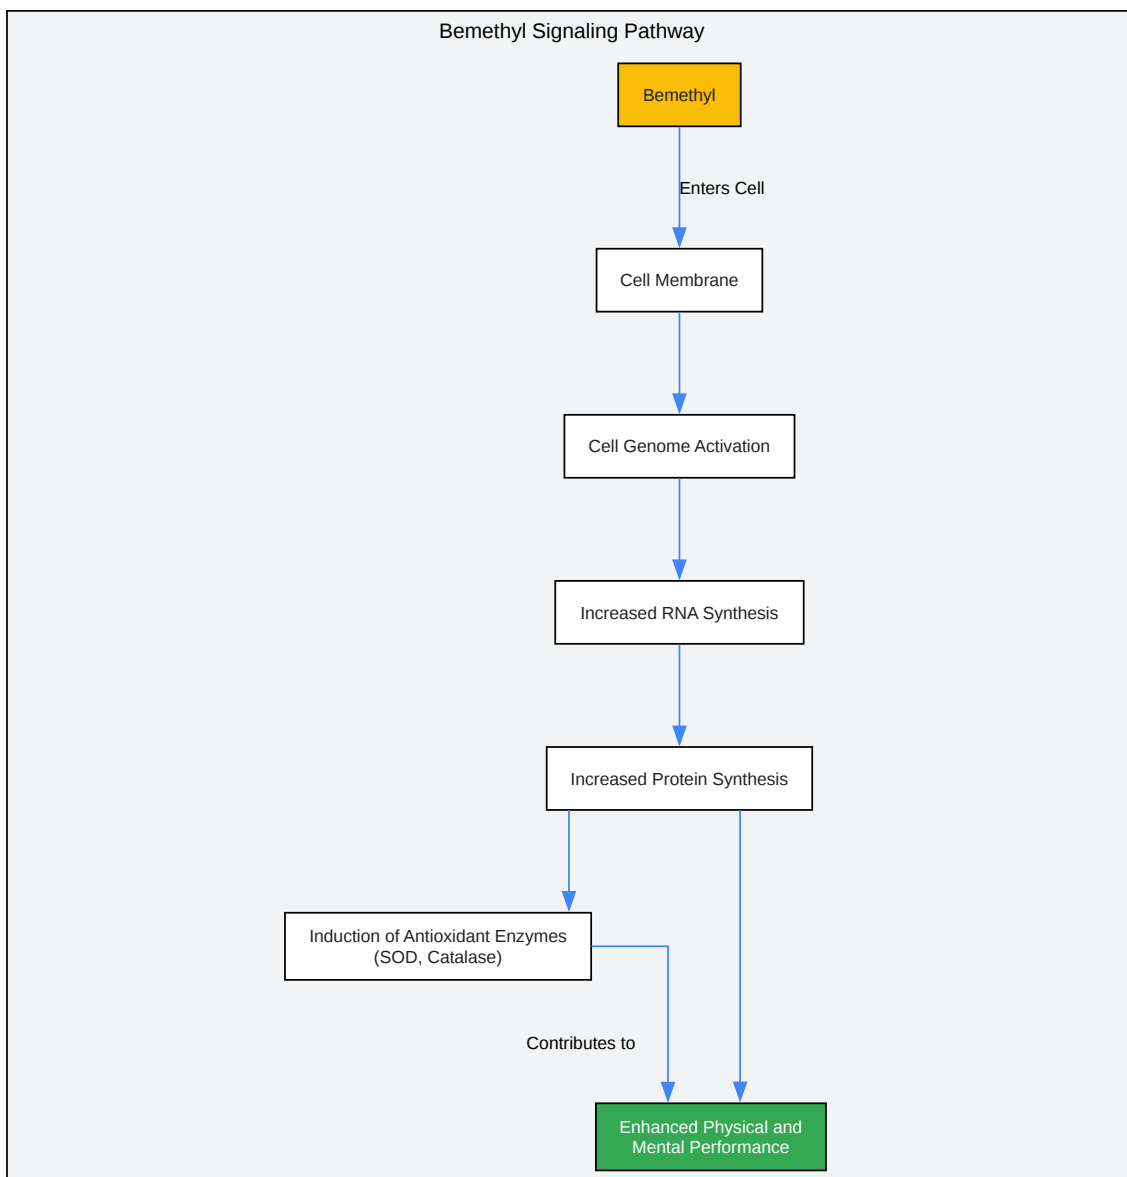 Bemethyl Signaling Pathway
Bemethyl
Enters Cell
Cell Membrane
Cell Genome Activation
Increased RNA Synthesis
Increased Protein Synthesis
Induction of Antioxidant Enzymes
(SOD, Catalase)
Contributes to
Enhanced Physical and
Mental Performance